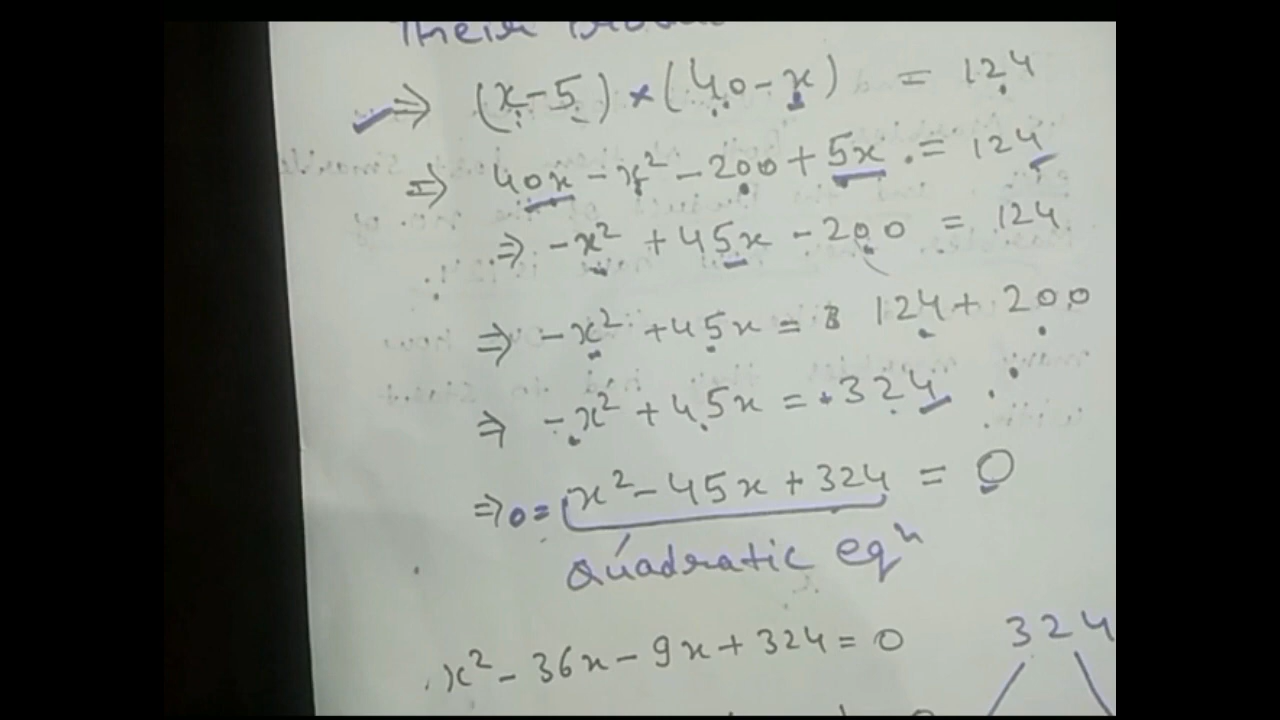 Their
⇒ (x-5) × (40-x) = 124
⇒ 40x - x² - 200 + 5x = 124
⇒ -x² + 45x - 200 = 124
⇒ -x² + 45x = 124 + 200
⇒ -x² + 45x = +324
⇒ 0 = x² - 45x + 324 = 0
Quadratic eqⁿ
x² - 36x - 9x + 324 = 0
324